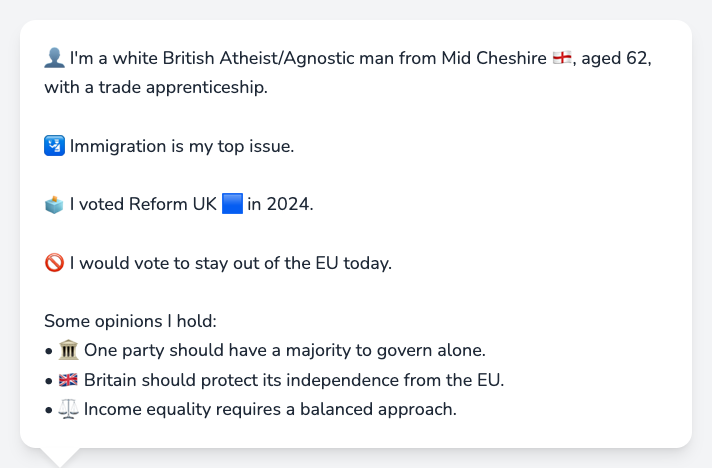 👤 I'm a white British Atheist/Agnostic man from Mid Cheshire 🏴󠁧󠁢󠁥󠁮󠁧󠁿, aged 62,
with a trade apprenticeship.
🛂 Immigration is my top issue.
🗳️ I voted Reform UK 🟦 in 2024.
🚫 I would vote to stay out of the EU today.
Some opinions I hold:
• 🏛️ One party should have a majority to govern alone.
• 🇬🇧 Britain should protect its independence from the EU.
• ⚖️ Income equality requires a balanced approach.